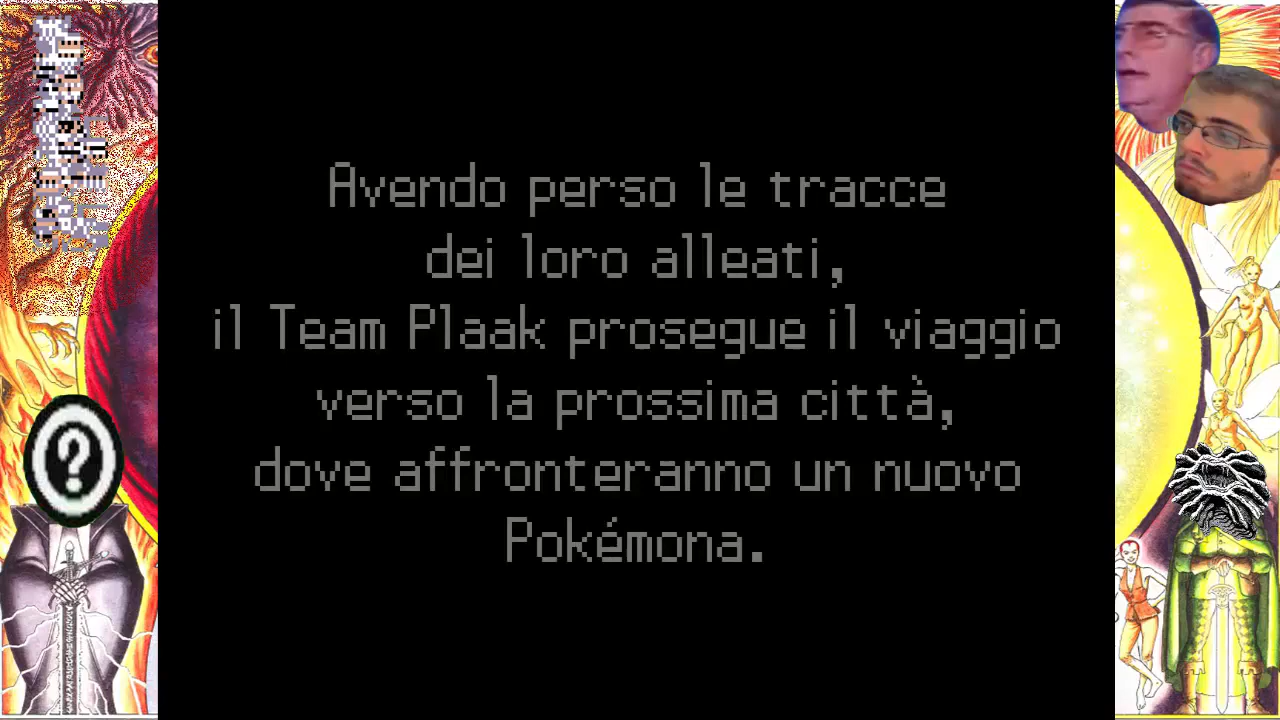 Avendo perso le tracce
dei loro alleati,
il Team Plaak prosegue il viaggio
verso la prossima città,
dove affronteranno un nuovo
Pokémona.
?